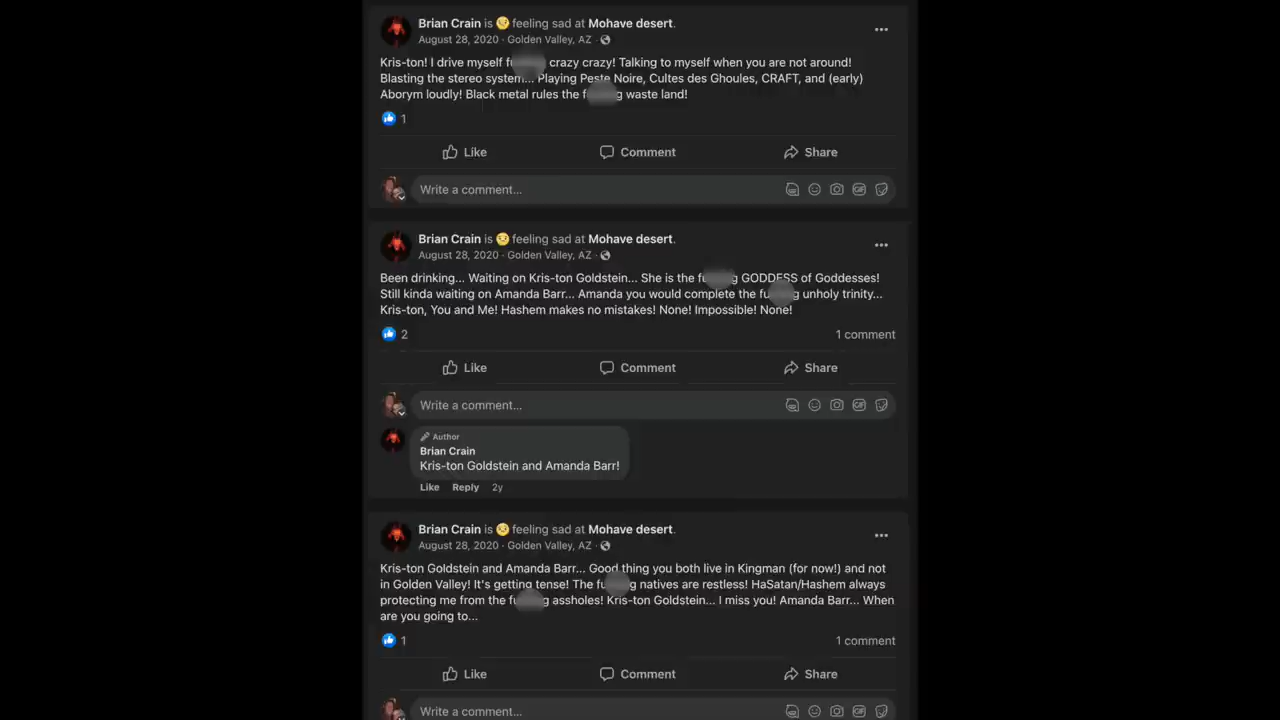 Brian Crain is feeling sad at Mohave desert.
August 28, 2020 · Golden Valley, AZ ·
Kris-ton! I drive myself fu crazy crazy! Talking to myself when you are not around!
Blasting the stereo system... Playing Peste Noire, Cultes des Ghoules, CRAFT, and (early)
Aborym loudly! Black metal rules the f g waste land!
1
Like Comment Share
Write a comment...
Brian Crain is feeling sad at Mohave desert.
August 28, 2020 · Golden Valley, AZ ·
Been drinking... Waiting on Kris-ton Goldstein... She is the fu g GODDESS of Goddesses!
Still kinda waiting on Amanda Barr... Amanda you would complete the fu g unholy trinity...
Kris-ton, You and Me! Hashem makes no mistakes! None! Impossible! None!
2 1 comment
Like Comment Share
Write a comment...
Author
Brian Crain
Kris-ton Goldstein and Amanda Barr!
Like Reply 2y
Brian Crain is feeling sad at Mohave desert.
August 28, 2020 · Golden Valley, AZ ·
Kris-ton Goldstein and Amanda Barr... Good thing you both live in Kingman (for now!) and not
in Golden Valley! It's getting tense! The fu g natives are restless! HaSatan/Hashem always
protecting me from the fu g assholes! Kris-ton Goldstein... I miss you! Amanda Barr... When
are you going to...
1 1 comment
Like Comment Share
Write a comment...